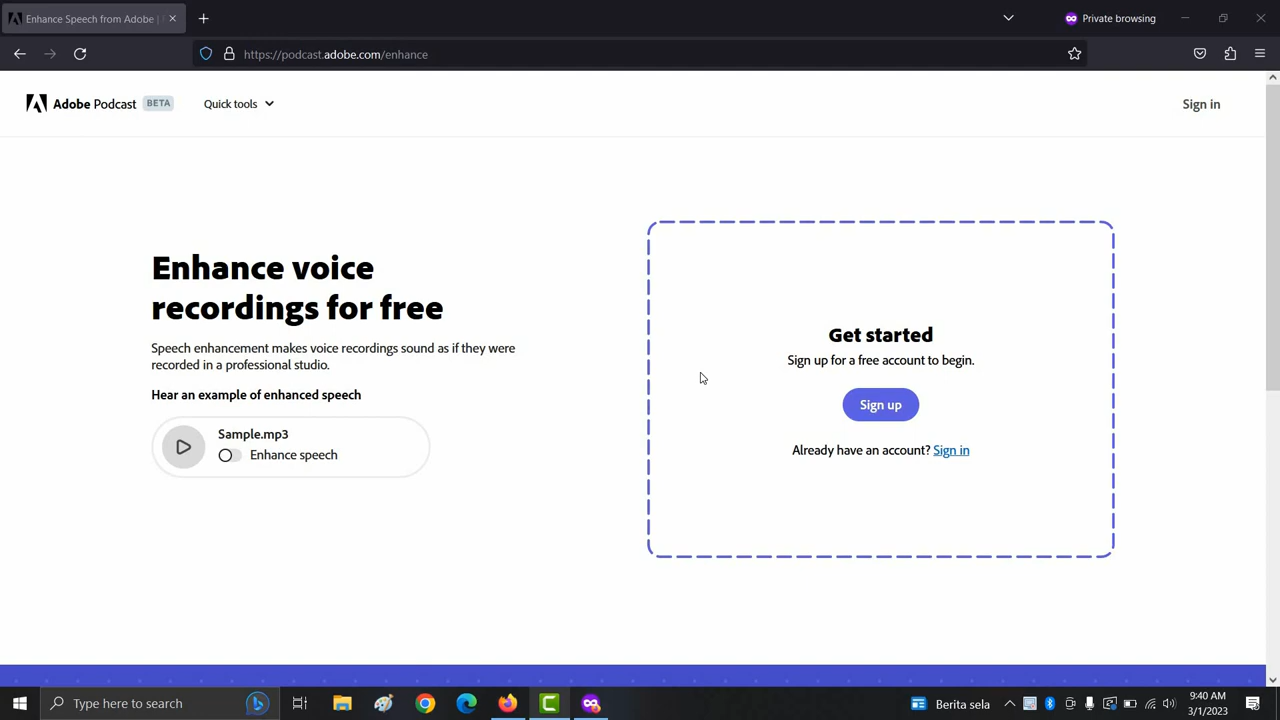 Enhance Speech from Adobe | F
Private browsing
https://podcast.adobe.com/enhance
Adobe Podcast BETA Quick tools Sign in
Enhance voice
recordings for free
Speech enhancement makes voice recordings sound as if they were
recorded in a professional studio.
Hear an example of enhanced speech
Sample.mp3
Enhance speech
Get started
Sign up for a free account to begin.
Sign up
Already have an account? Sign in
Type here to search
Berita sela
9:40 AM
3/1/2023